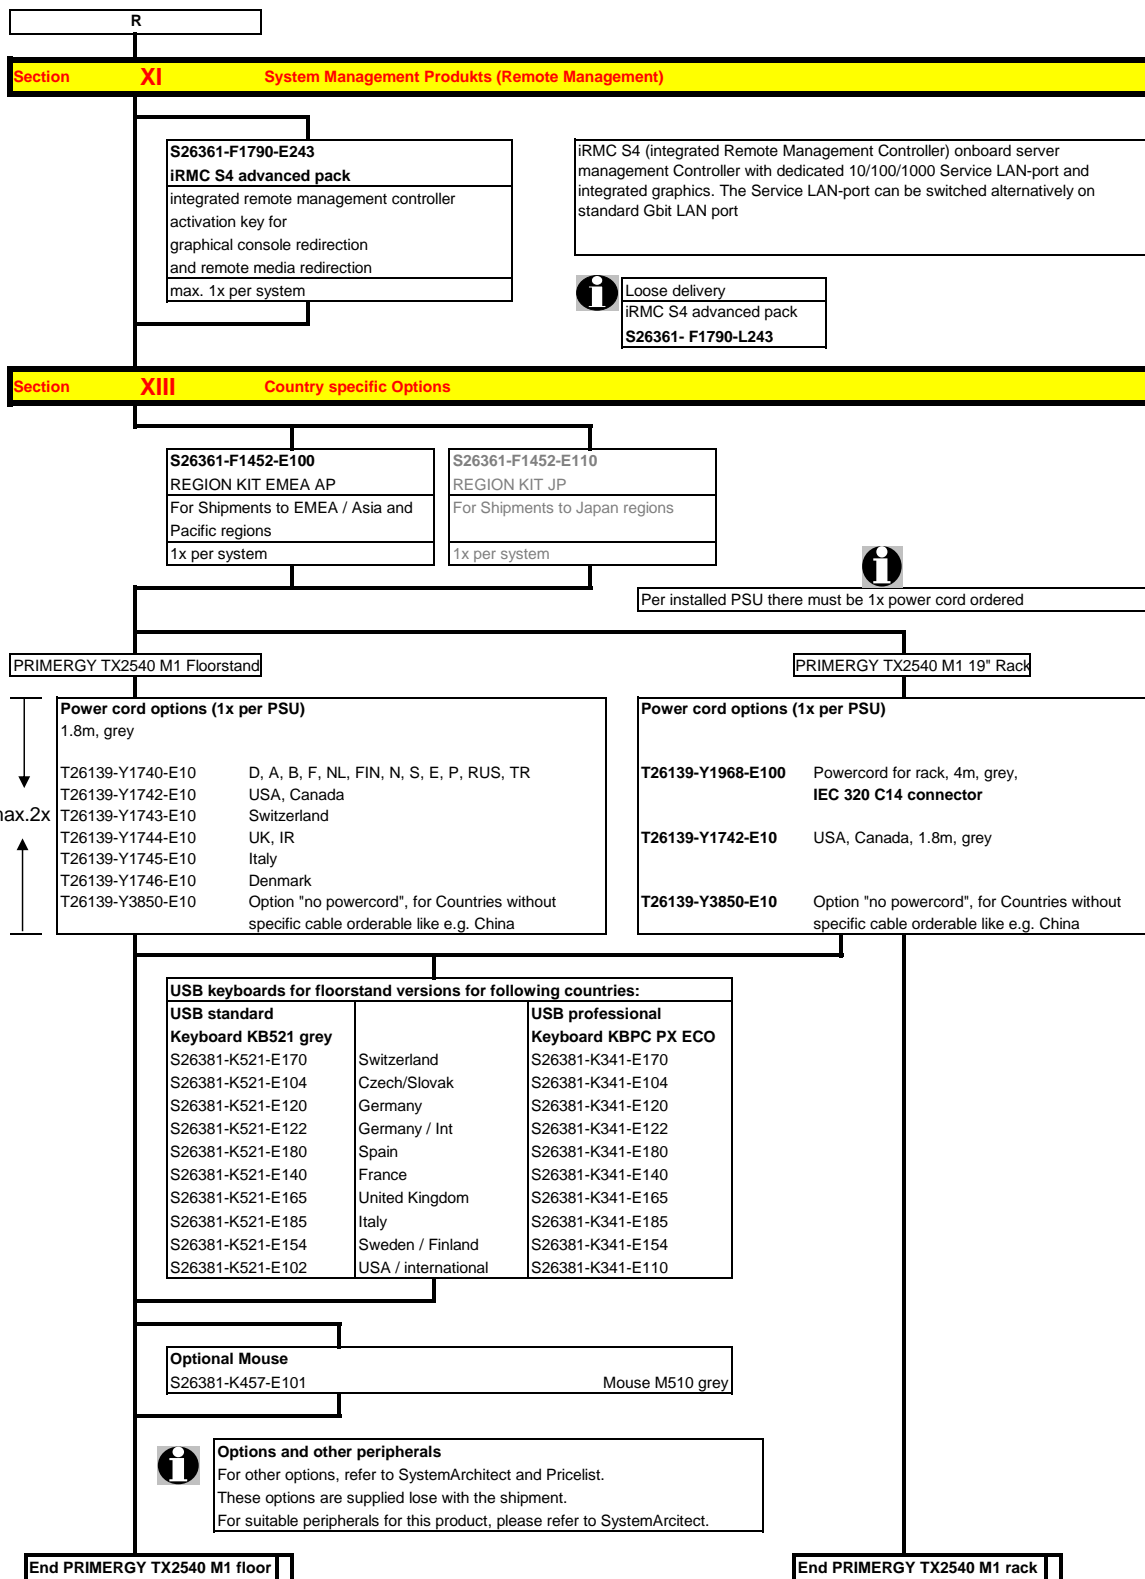 R
Section XI System Management Produkts (Remote Management)
S26361-F1790-E243
iRMC S4 advanced pack
integrated remote management controller
activation key for
graphical console redirection
and remote media redirection
max. 1x per system
iRMC S4 (integrated Remote Management Controller) onboard server
management Controller with dedicated 10/100/1000 Service LAN-port and
integrated graphics. The Service LAN-port can be switched alternatively on
standard Gbit LAN port
Loose delivery
iRMC S4 advanced pack
S26361- F1790-L243
Section XIII Country specific Options
S26361-F1452-E100
REGION KIT EMEA AP
For Shipments to EMEA / Asia and
Pacific regions
1x per system
S26361-F1452-E110
REGION KIT JP
For Shipments to Japan regions
1x per system
Per installed PSU there must be 1x power cord ordered
PRIMERGY TX2540 M1 Floorstand
PRIMERGY TX2540 M1 19" Rack
max.2x
Power cord options (1x per PSU)
1.8m, grey
T26139-Y1740-E10 D, A, B, F, NL, FIN, N, S, E, P, RUS, TR
T26139-Y1742-E10 USA, Canada
T26139-Y1743-E10 Switzerland
T26139-Y1744-E10 UK, IR
T26139-Y1745-E10 Italy
T26139-Y1746-E10 Denmark
T26139-Y3850-E10 Option "no powercord", for Countries without
specific cable orderable like e.g. China
Power cord options (1x per PSU)
T26139-Y1968-E100 Powercord for rack, 4m, grey,
IEC 320 C14 connector
T26139-Y1742-E10 USA, Canada, 1.8m, grey
T26139-Y3850-E10 Option "no powercord", for Countries without
specific cable orderable like e.g. China
USB keyboards for floorstand versions for following countries:
USB standard USB professional
Keyboard KB521 grey Keyboard KBPC PX ECO
S26381-K521-E170 Switzerland S26381-K341-E170
S26381-K521-E104 Czech/Slovak S26381-K341-E104
S26381-K521-E120 Germany S26381-K341-E120
S26381-K521-E122 Germany / Int S26381-K341-E122
S26381-K521-E180 Spain S26381-K341-E180
S26381-K521-E140 France S26381-K341-E140
S26381-K521-E165 United Kingdom S26381-K341-E165
S26381-K521-E185 Italy S26381-K341-E185
S26381-K521-E154 Sweden / Finland S26381-K341-E154
S26381-K521-E102 USA / international S26381-K341-E110
Optional Mouse
S26381-K457-E101 Mouse M510 grey
Options and other peripherals
For other options, refer to SystemArchitect and Pricelist.
These options are supplied lose with the shipment.
For suitable peripherals for this product, please refer to SystemArcitect.
End PRIMERGY TX2540 M1 floor
End PRIMERGY TX2540 M1 rack